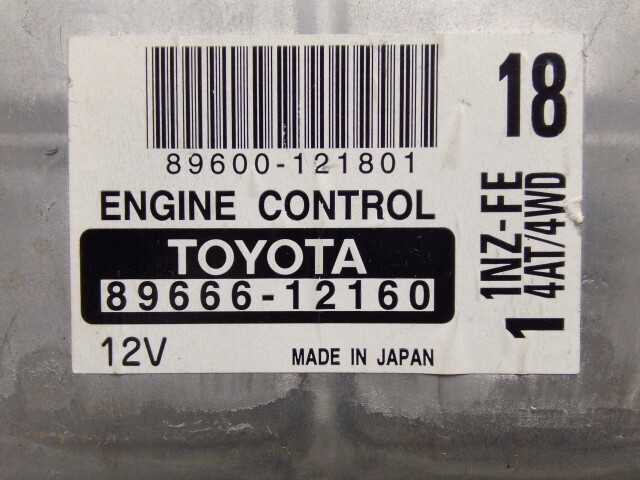 89600-121801
ENGINE CONTROL
TOYOTA
89666-12160
12V
MADE IN JAPAN
18
1NZ-FE
4AT/4WD
1